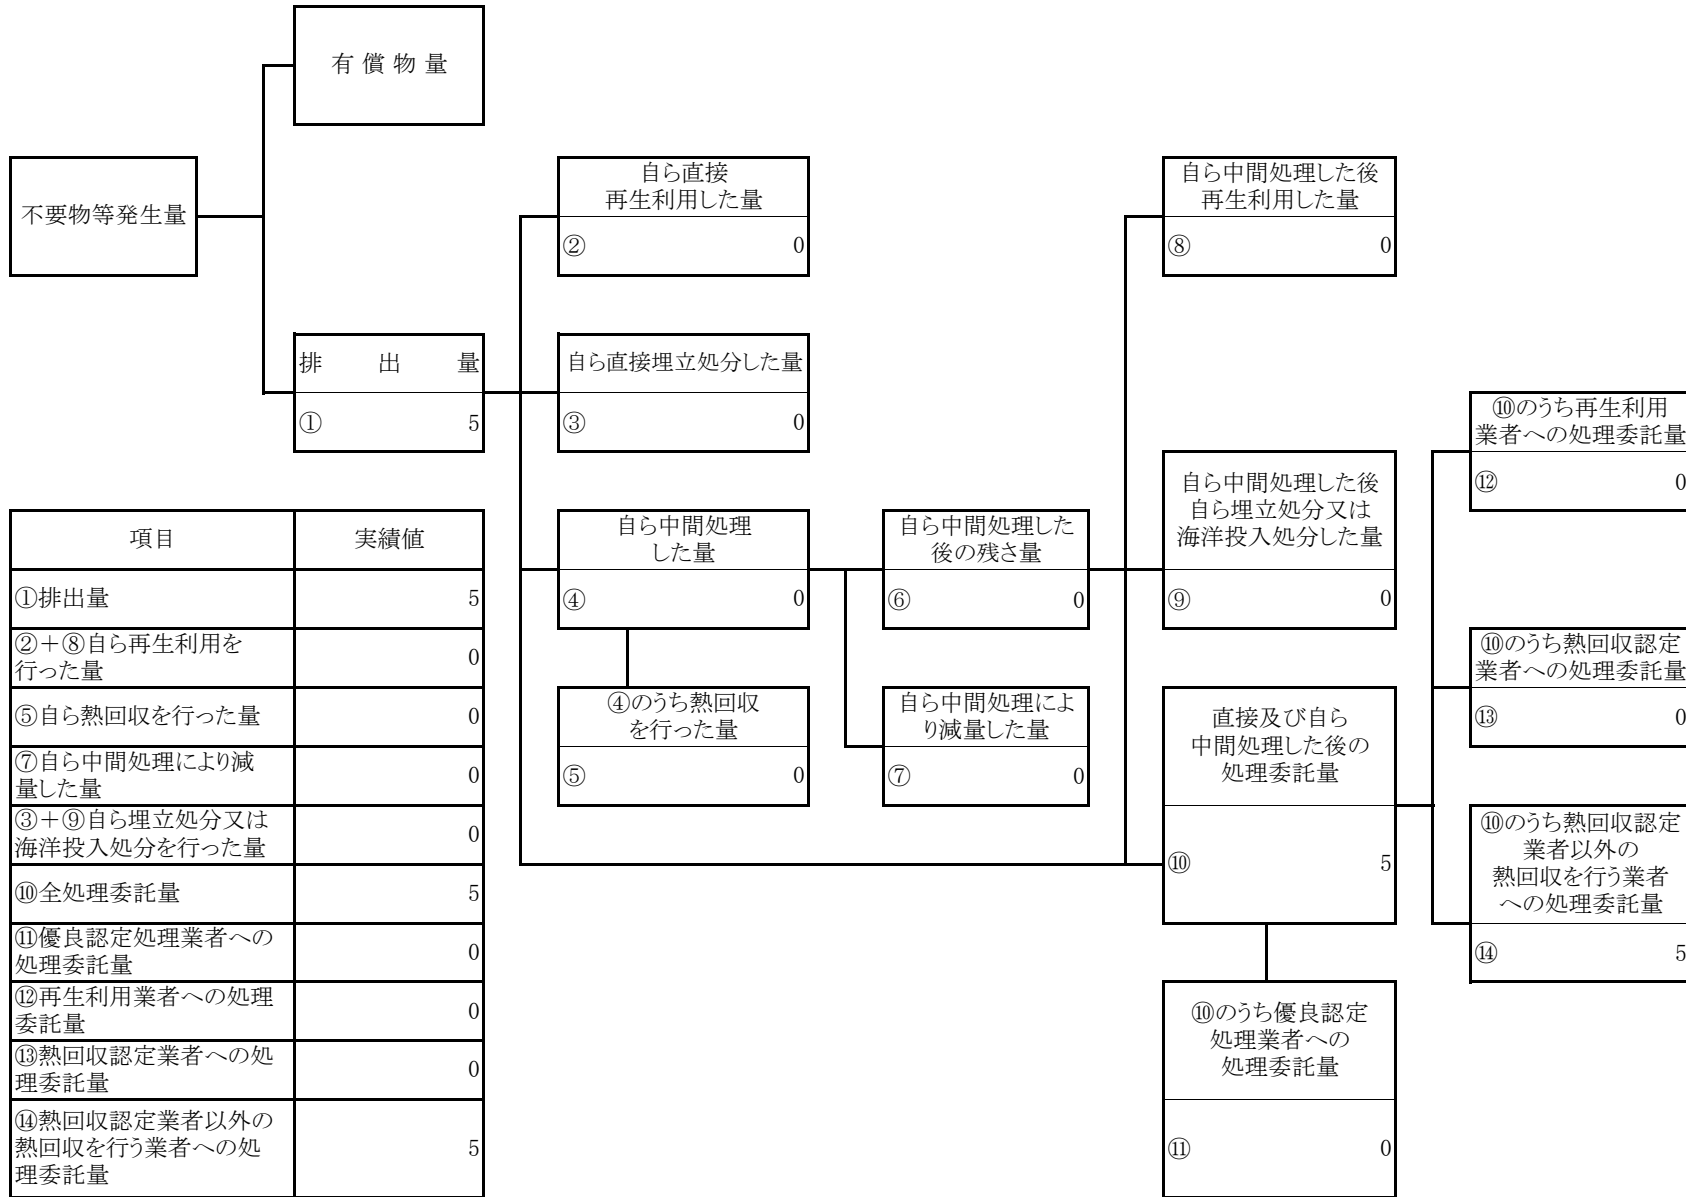 有償物量
不要物等発生量
自ら直接
再生利用した量
② 0
自ら中間処理した後
再生利用した量
⑧ 0
排出量
① 5
自ら直接埋立処分した量
③ 0
⑩のうち再生利用
業者への処理委託量
⑫ 0
自ら中間処理した後
自ら埋立処分又は
海洋投入処分した量
⑨ 0
自ら中間処理
した量
④ 0
自ら中間処理した
後の残さ量
⑥ 0
④のうち熱回収
を行った量
⑤ 0
自ら中間処理によ
り減量した量
⑦ 0
直接及び自ら
中間処理した後の
処理委託量
⑩ 5
⑩のうち熱回収認定
業者への処理委託量
⑬ 0
⑩のうち熱回収認定
業者以外の
熱回収を行う業者
への処理委託量
⑭ 5
⑩のうち優良認定
処理業者への
処理委託量
⑪ 0
項目 実績値
①排出量 5
②+⑧自ら再生利用を
行った量 0
⑤自ら熱回収を行った量 0
⑦自ら中間処理により減
量した量 0
③+⑨自ら埋立処分又は
海洋投入処分を行った量 0
⑩全処理委託量 5
⑪優良認定処理業者への
処理委託量 0
⑫再生利用業者への処理
委託量 0
⑬熱回収認定業者への処
理委託量 0
⑭熱回収認定業者以外の
熱回収を行う業者への処
理委託量 5